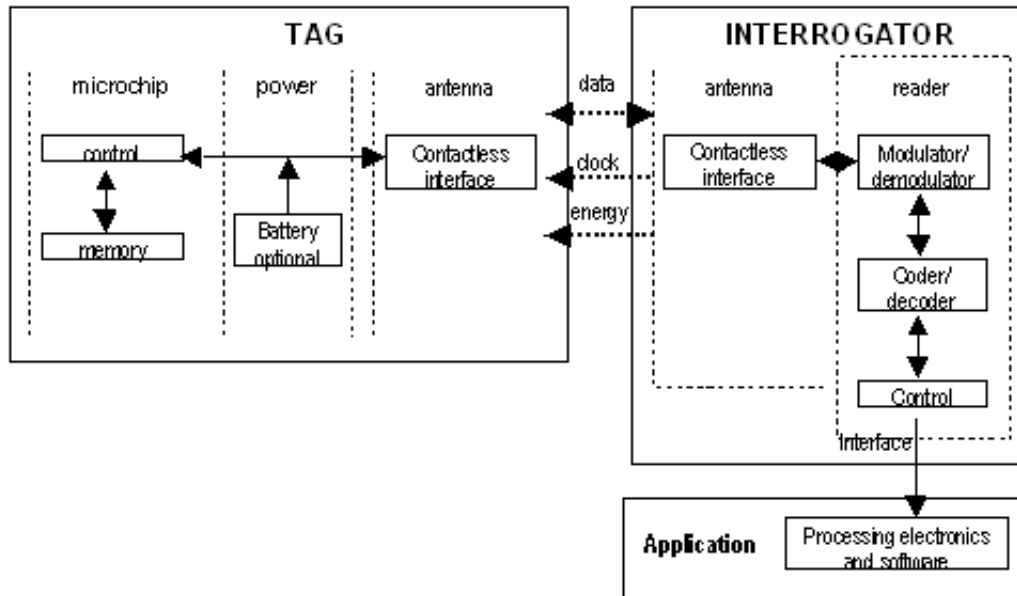 TAG
microchip
power
antenna
control
memory
Battery
optional
Contactless
interface
data
clock
energy
INTERROGATOR
antenna
reader
Contactless
interface
Modulator/
demodulator
Coder/
decoder
Control
Interface
Application
Processing electronics
and software